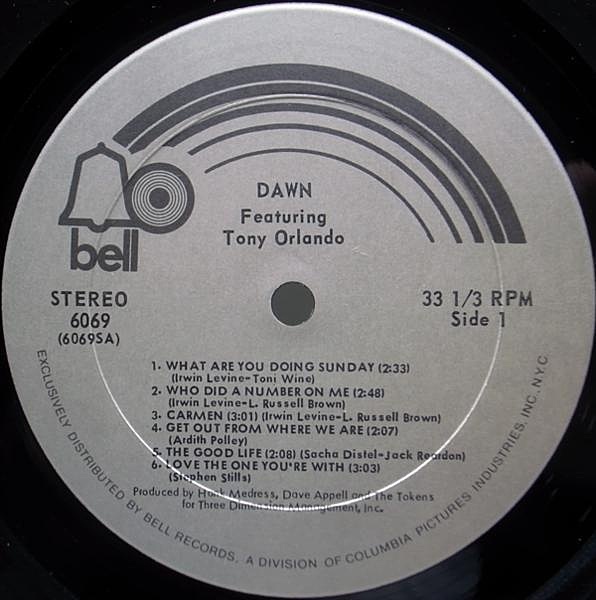 DAWN
Featuring
Tony Orlando
bell
STEREO
6069
(6069SA)
33 1/3 RPM
Side 1
1. WHAT ARE YOU DOING SUNDAY (2:33)
(Irwin Levine-Toni Wine)
2. WHO DID A NUMBER ON ME (2:48)
(Irwin Levine-L. Russell Brown)
3. CARMEN (3:01) (Irwin Levine-L. Russell Brown)
4. GET OUT FROM WHERE WE ARE (2:07)
(Ardith Polley)
5. THE GOOD LIFE (2:08) (Sacha Distel-Jack Reardon)
6. LOVE THE ONE YOU'RE WITH (3:03)
(Stephen Stills)
Produced by Hank Medress, Dave Appell and The Tokens
for Three Dimension Management, Inc.
EXCLUSIVELY DISTRIBUTED BY BELL RECORDS, A DIVISION OF COLUMBIA PICTURES INDUSTRIES, INC. N.Y.C.